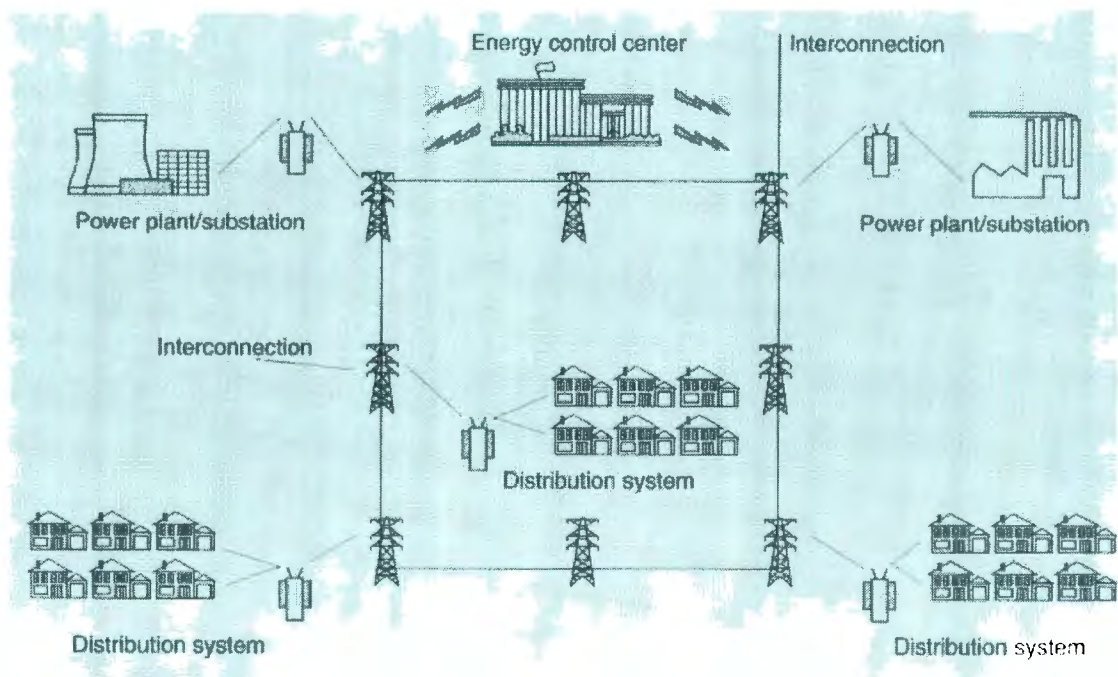 Energy control center
Interconnection
Power plant/substation
Power plant/substation
Interconnection
Distribution system
Distribution system
Distribution system